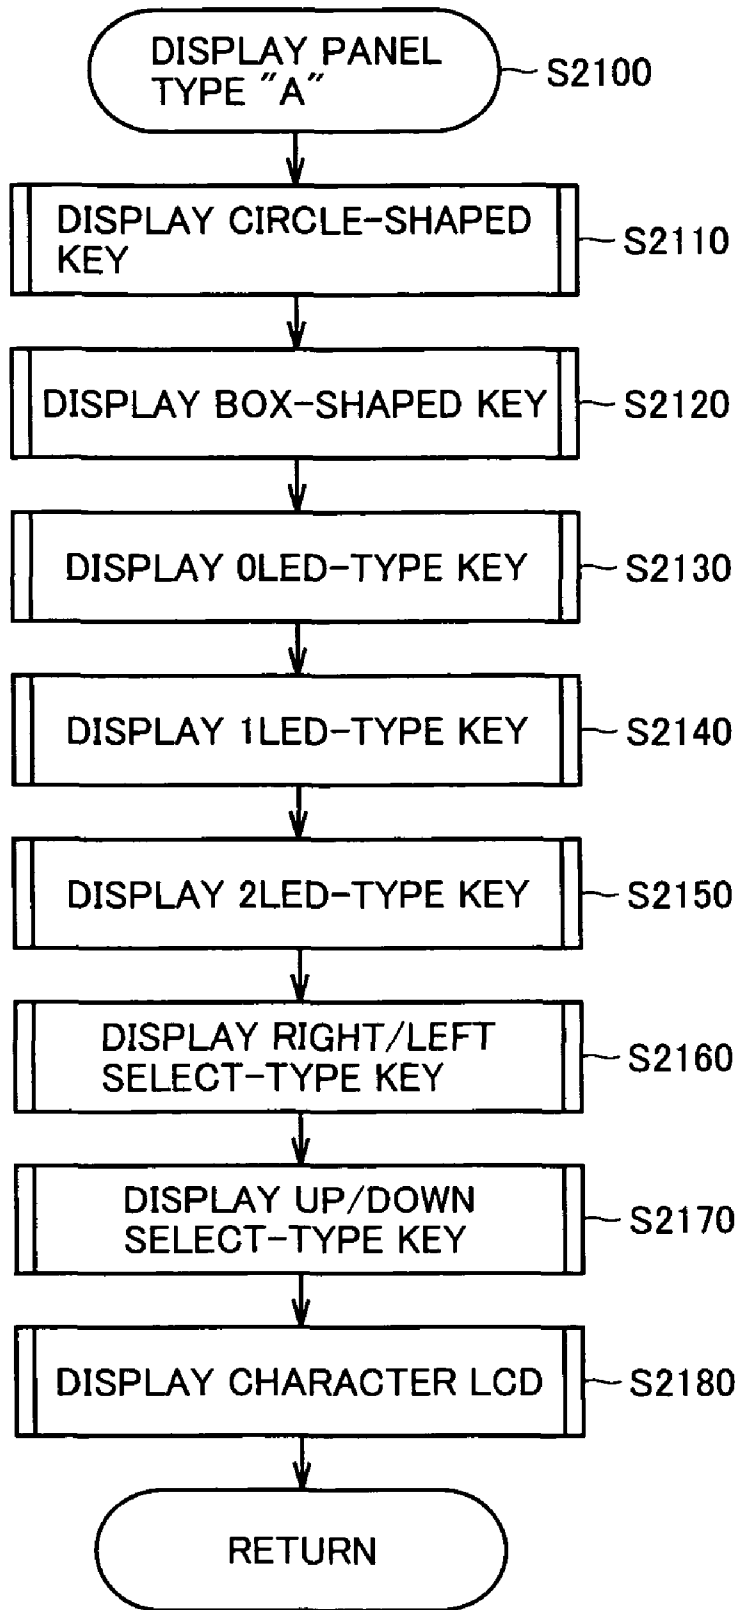 DISPLAY PANEL
TYPE "A"
S2100
DISPLAY CIRCLE-SHAPED
KEY
S2110
DISPLAY BOX-SHAPED KEY
S2120
DISPLAY 0LED-TYPE KEY
S2130
DISPLAY 1LED-TYPE KEY
S2140
DISPLAY 2LED-TYPE KEY
S2150
DISPLAY RIGHT/LEFT
SELECT-TYPE KEY
S2160
DISPLAY UP/DOWN
SELECT-TYPE KEY
S2170
DISPLAY CHARACTER LCD
S2180
RETURN